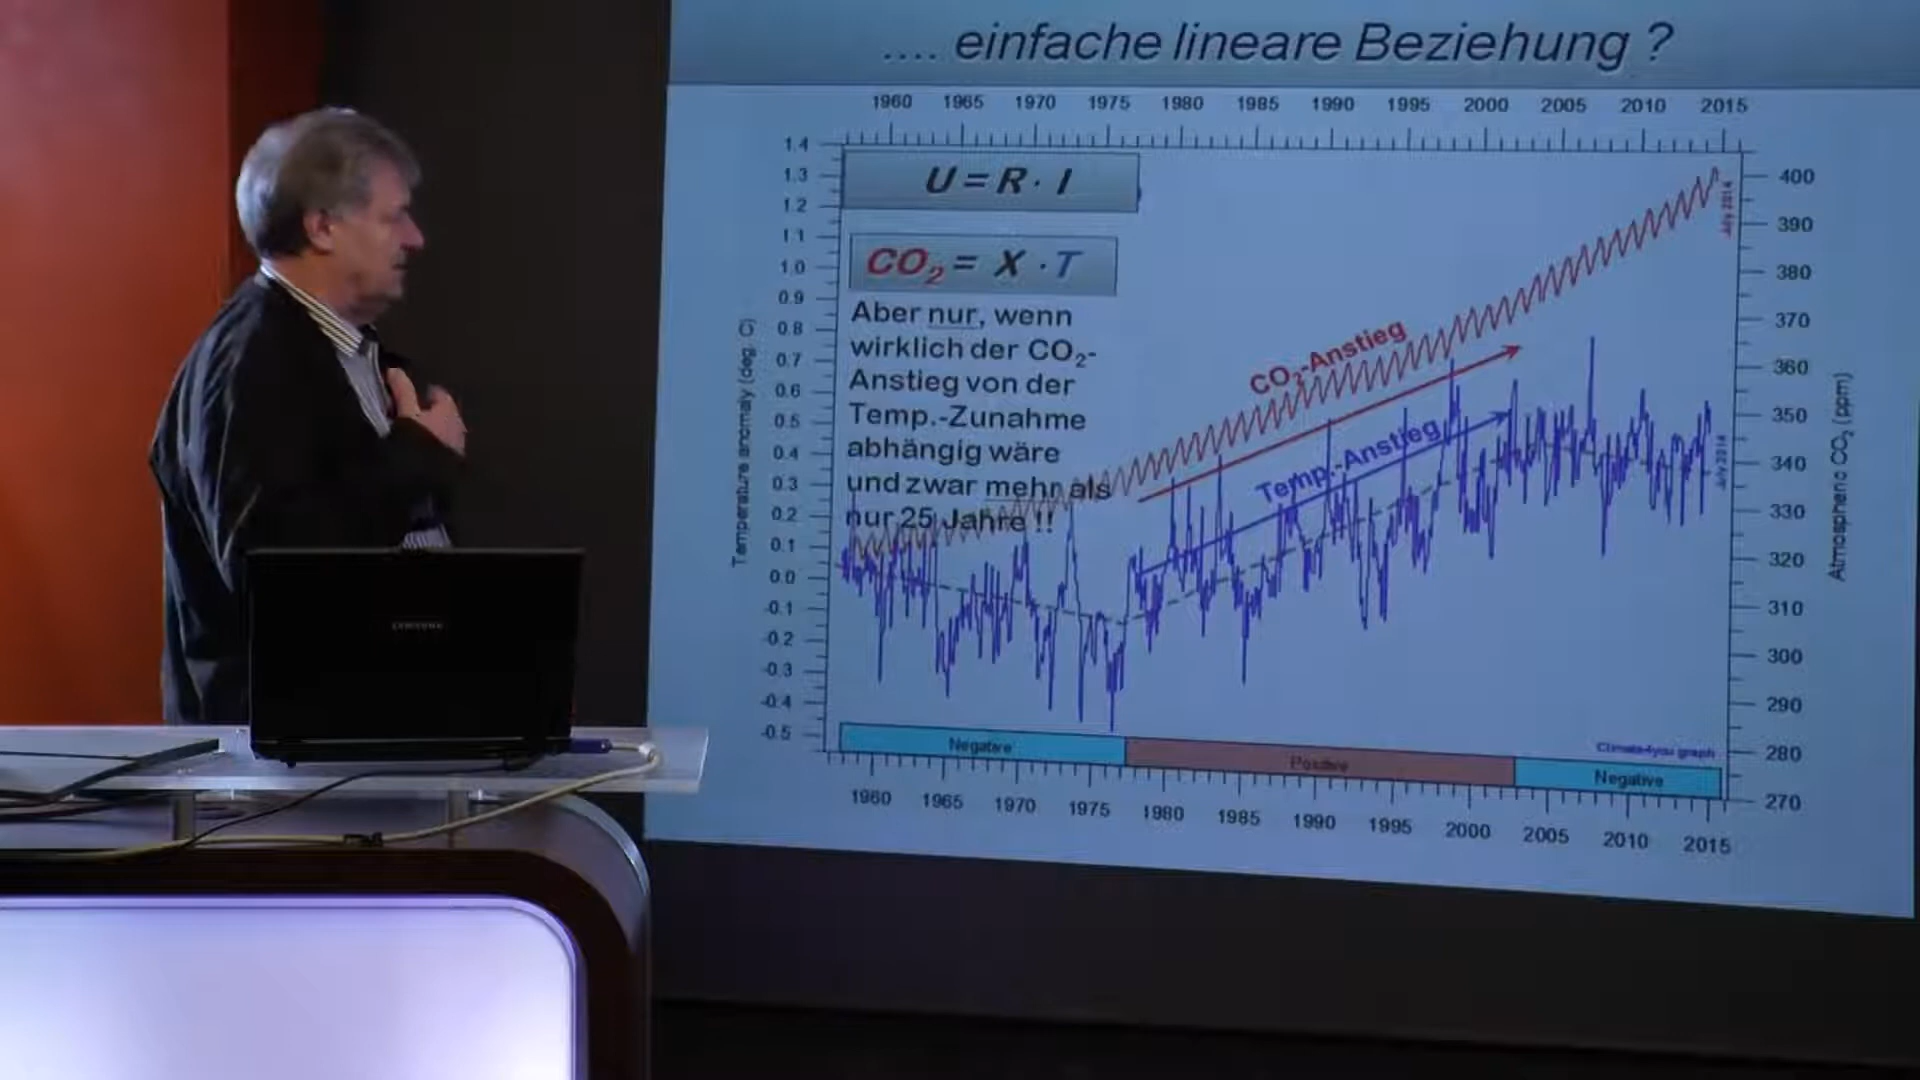 .... einfache lineare Beziehung ?
1960 1965 1970 1975 1980 1985 1990 1995 2000 2005 2010 2015
1.4
1.3
1.2
1.1
1.0
0.9
0.8
0.7
0.6
0.5
0.4
0.3
0.2
0.1
0.0
-0.1
-0.2
-0.3
-0.4
-0.5
Temperature anomaly (deg. C)
U = R · I
CO₂ = X · T
Aber nur, wenn
wirklich der CO₂-
Anstieg von der
Temp.-Zunahme
abhängig wäre
und zwar mehr als
nur 25 Jahre !!
CO₂-Anstieg
Temp.-Anstieg
July 2014
July 2014
400
390
380
370
360
350
340
330
320
310
300
290
280
270
Atmospheric CO₂ (ppm)
Climate4you graph
Negative Positive Negative
1960 1965 1970 1975 1980 1985 1990 1995 2000 2005 2010 2015
SAMSUNG